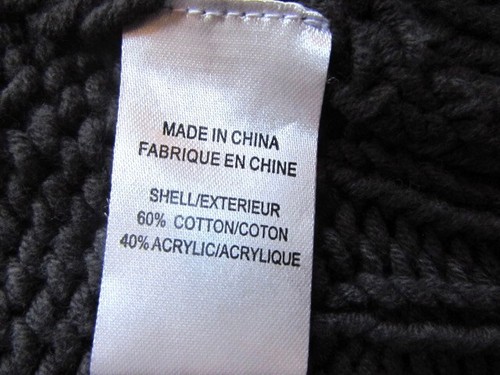 MADE IN CHINA
FABRIQUE EN CHINE
SHELL/EXTERIEUR
60% COTTON/COTON
40% ACRYLIC/ACRYLIQUE